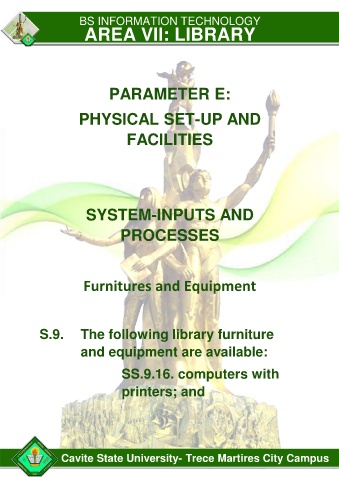 BS INFORMATION TECHNOLOGY
AREA VII: LIBRARY
PARAMETER E:
PHYSICAL SET-UP AND
FACILITIES
SYSTEM-INPUTS AND
PROCESSES
Furnitures and Equipment
S.9. The following library furniture
and equipment are available:
SS.9.16. computers with
printers; and
Cavite State University- Trece Martires City Campus